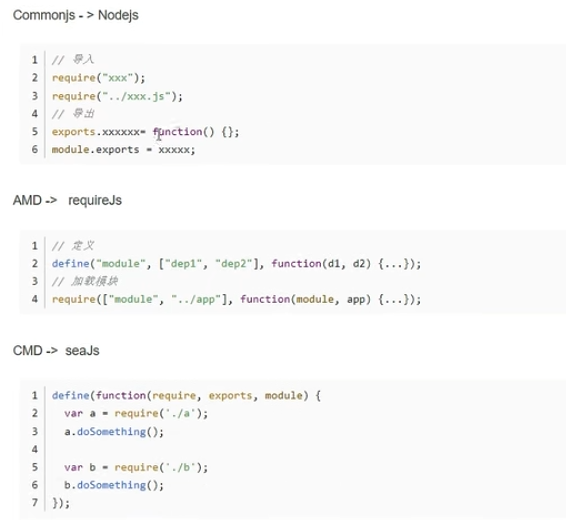 Commonjs - > Nodejs
1 // 导入
2 require("xxx");
3 require("../xxx.js");
4 // 导出
5 exports.xxxxxx= function() {};
6 module.exports = xxxxx;
AMD -> requireJs
1 // 定义
2 define("module", ["dep1", "dep2"], function(d1, d2) {...});
3 // 加载模块
4 require(["module", "../app"], function(module, app) {...});
CMD -> seaJs
1 define(function(require, exports, module) {
2 var a = require('./a');
3 a.doSomething();
4
5 var b = require('./b');
6 b.doSomething();
7 });